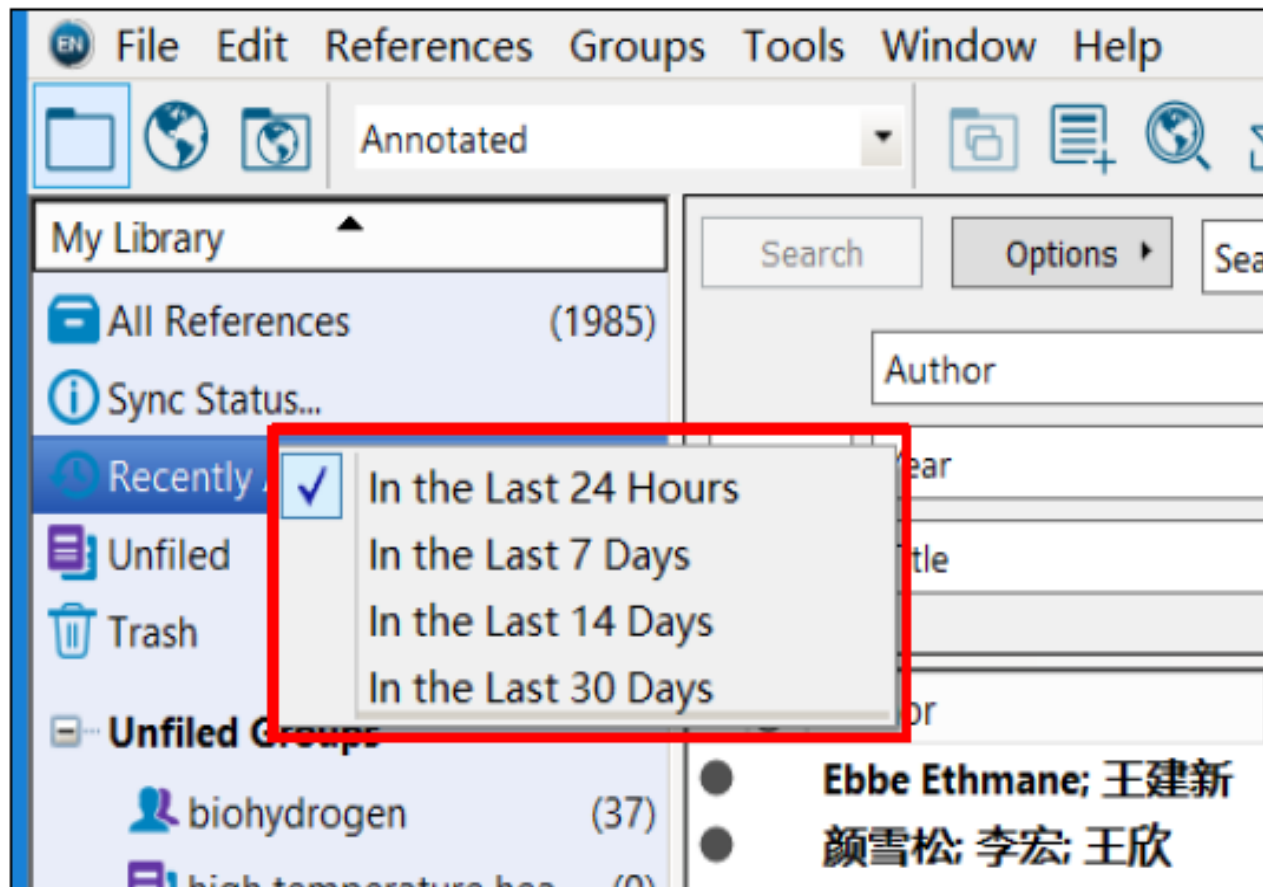 EN File Edit References Groups Tools Window Help
Annotated
My Library
Search Options Sea
All References (1985)
Author
Sync Status...
Recently
In the Last 24 Hours
In the Last 7 Days
In the Last 14 Days
In the Last 30 Days
Unfiled
Trash
Unfiled Groups
Ebbe Ethmane; 王建新
biohydrogen (37)
颜雪松; 李宏; 王欣
high temperature (0)